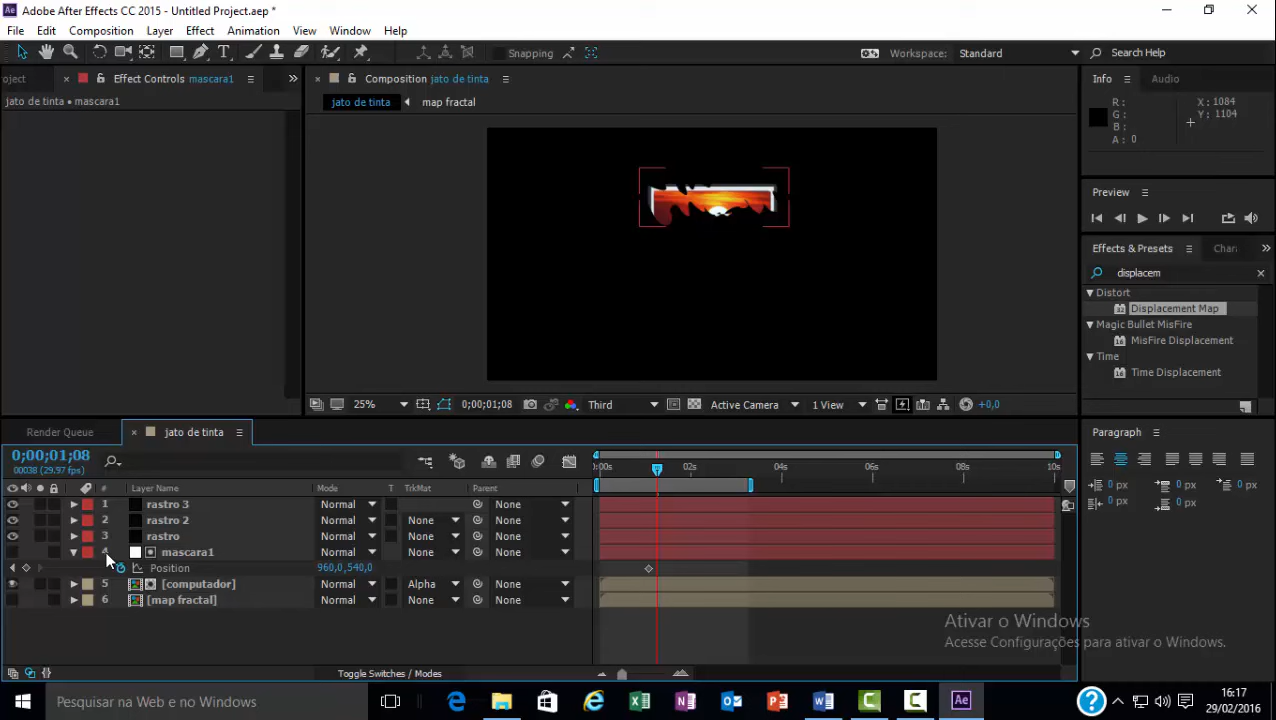 Adobe After Effects CC 2015 - Untitled Project.aep *
File Edit Composition Layer Effect Animation View Window Help
Snapping
Workspace: Standard
Search Help
roject
Effect Controls mascara1
Composition jato de tinta
Info Audio
jato de tinta • mascara1
jato de tinta
map fractal
R: X: 1084
G: Y: 1104
B:
A: 0
Preview
Effects & Presets
Chan
displacem
Distort
Displacement Map
Magic Bullet MisFire
MisFire Displacement
Time
Time Displacement
25% 0;00;01;08 Third Active Camera 1 View +0,0
Render Queue
jato de tinta
Paragraph
0;00;01;08
00038 (29.97 fps)
:00s 02s 04s 06s 08s 10s
# Layer Name Mode T TrkMat Parent
1 rastro 3 Normal None
2 rastro 2 Normal None None
3 rastro Normal None None
4 mascara1 Normal None None
Position 960,0,540,0
5 [computador] Normal Alpha None
6 [map fractal] Normal None None
0 px 0 px 0 px
0 px 0 px
Toggle Switches / Modes
Ativar o Windows
Acesse Configurações para ativar o Windows.
Pesquisar na Web e no Windows
16:17
29/02/2016